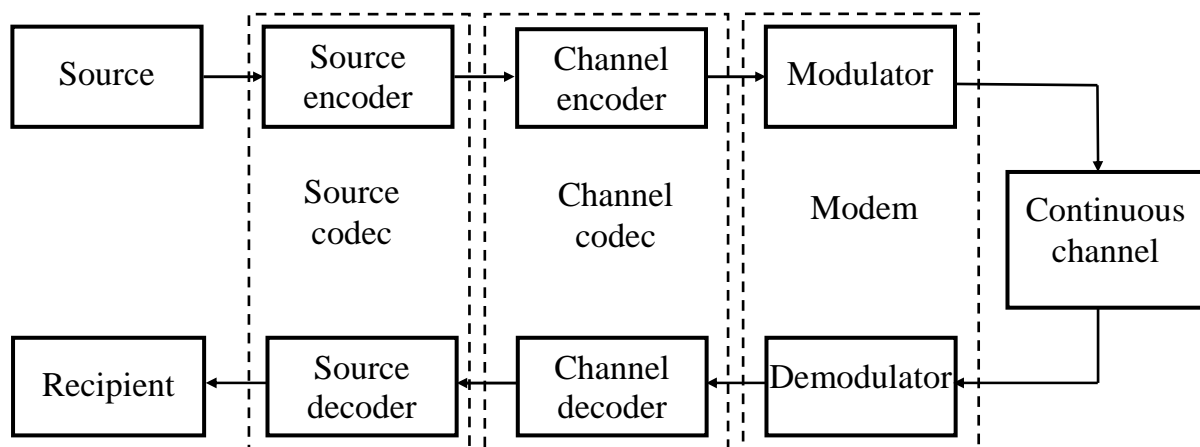 Source
Source
encoder
Channel
encoder
Modulator
Source
codec
Channel
codec
Modem
Continuous
channel
Recipient
Source
decoder
Channel
decoder
Demodulator